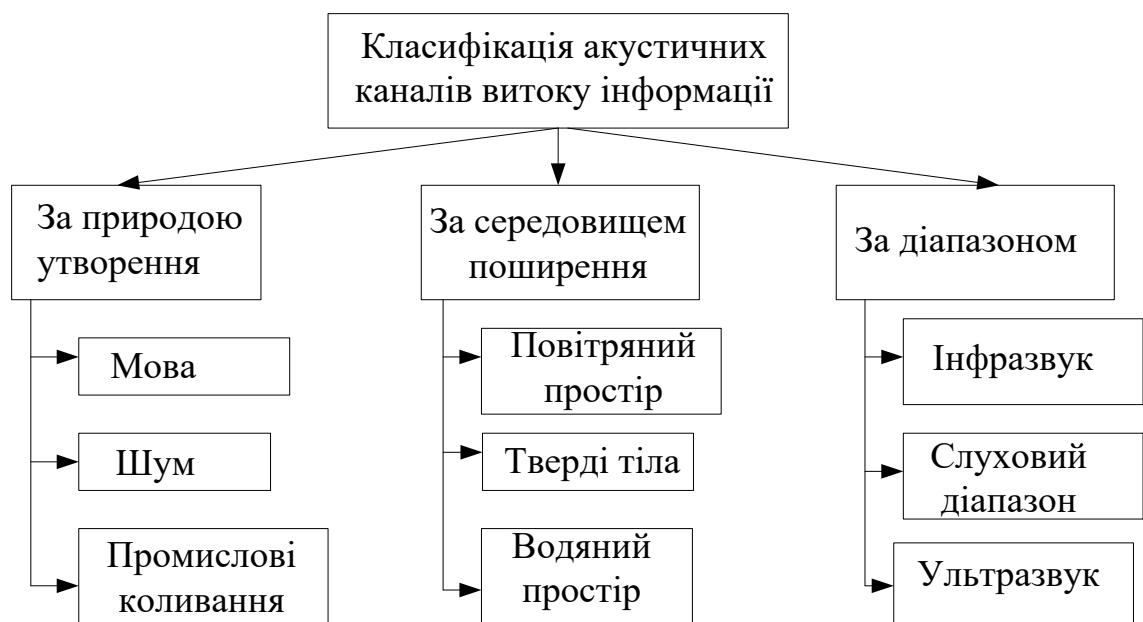 Класифікація акустичних
каналів витоку інформації
За природою
утворення
Мова
Шум
Промислові
коливання
За середовищем
поширення
Повітряний
простір
Тверді тіла
Водяний
простір
За діапазоном
Інфразвук
Слуховий
діапазон
Ультразвук